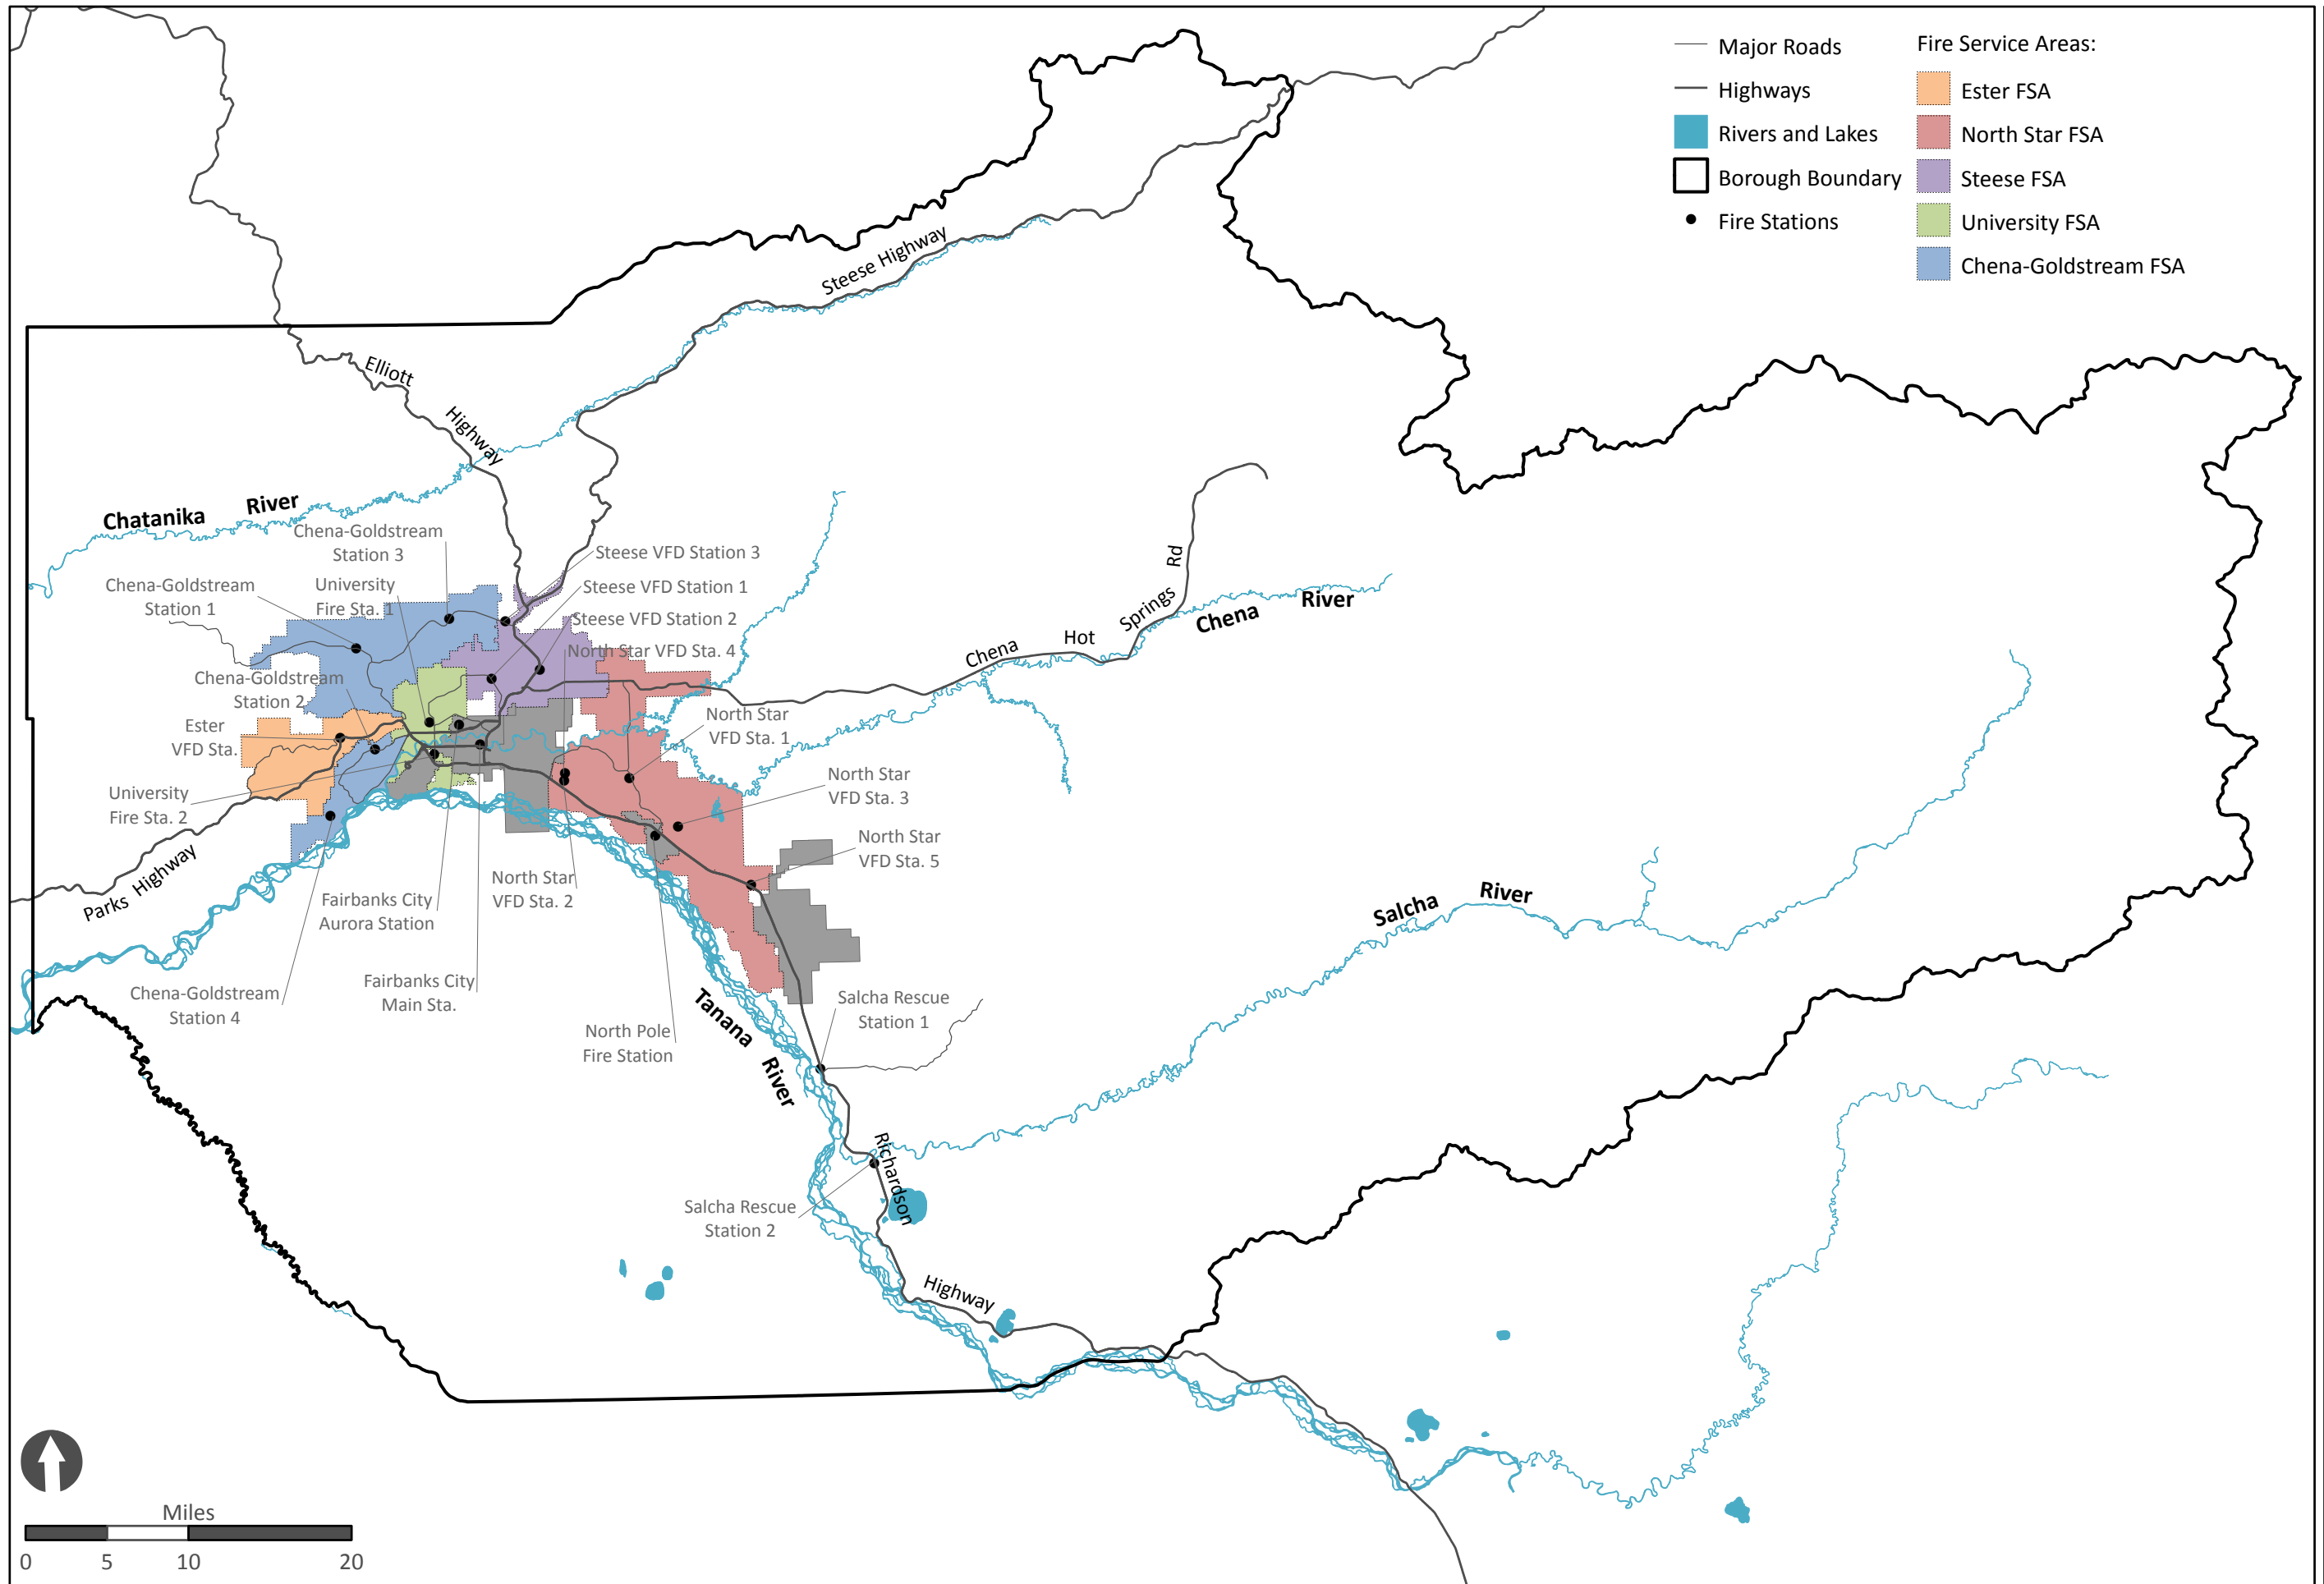 Major Roads
Highways
Rivers and Lakes
Borough Boundary
Fire Stations
Fire Service Areas:
Ester FSA
North Star FSA
Steese FSA
University FSA
Chena-Goldstream FSA
Steese Highway
Elliott
Highway
Chatanika River
Chena-Goldstream
Station 3
Chena-Goldstream
Station 1
University
Fire Sta. 1
Steese VFD Station 3
Steese VFD Station 1
Steese VFD Station 2
North Star VFD Sta. 4
Chena-Goldstream
Station 2
Ester
VFD Sta.
University
Fire Sta. 2
Parks Highway
North Star
VFD Sta. 1
North Star
VFD Sta. 3
North Star
VFD Sta. 5
North Star
VFD Sta. 2
Fairbanks City
Aurora Station
Fairbanks City
Main Sta.
Chena-Goldstream
Station 4
North Pole
Fire Station
Chena Hot Springs Rd
Chena River
Salcha River
Tanana River
Salcha Rescue
Station 1
Salcha Rescue
Station 2
Richardson
Highway
Miles
0 5 10 20